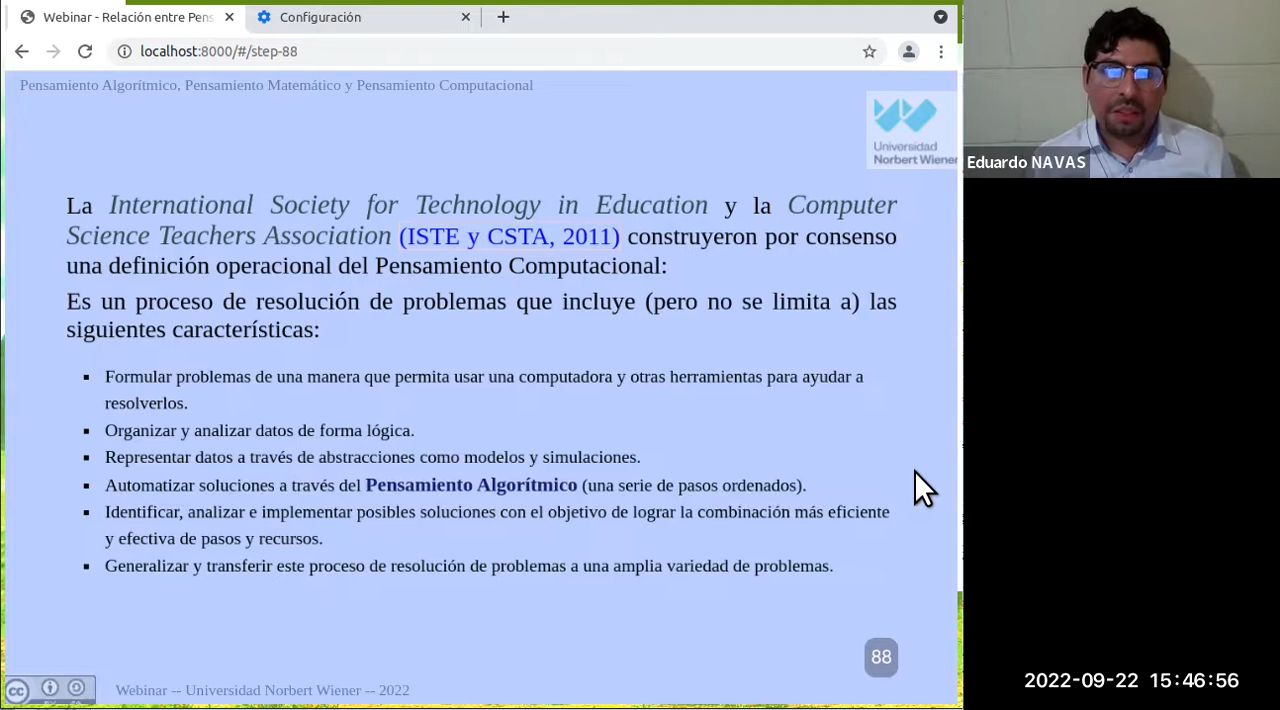 Webinar - Relación entre Pens
Configuración
localhost:8000/#/step-88
Pensamiento Algorítmico, Pensamiento Matemático y Pensamiento Computacional
Universidad
Norbert Wiener
Eduardo NAVAS
La International Society for Technology in Education y la Computer
Science Teachers Association (ISTE y CSTA, 2011) construyeron por consenso
una definición operacional del Pensamiento Computacional:
Es un proceso de resolución de problemas que incluye (pero no se limita a) las
siguientes características:
▪ Formular problemas de una manera que permita usar una computadora y otras herramientas para ayudar a
resolverlos.
▪ Organizar y analizar datos de forma lógica.
▪ Representar datos a través de abstracciones como modelos y simulaciones.
▪ Automatizar soluciones a través del Pensamiento Algorítmico (una serie de pasos ordenados).
▪ Identificar, analizar e implementar posibles soluciones con el objetivo de lograr la combinación más eficiente
y efectiva de pasos y recursos.
▪ Generalizar y transferir este proceso de resolución de problemas a una amplia variedad de problemas.
88
2022-09-22 15:46:56
cc
Webinar -- Universidad Norbert Wiener -- 2022